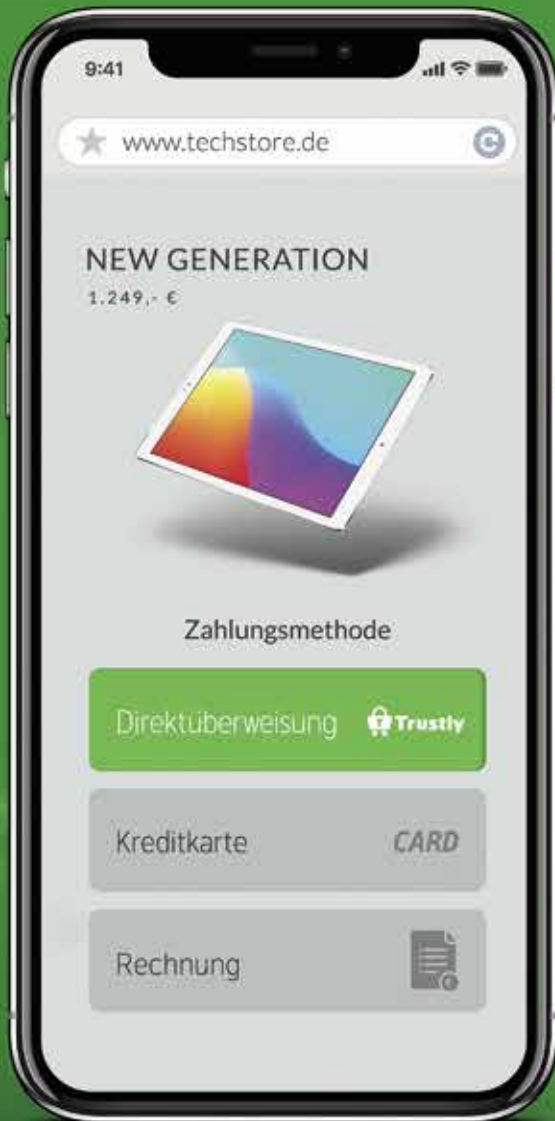 9:41
www.techstore.de
NEW GENERATION
1.249,- €
Zahlungsmethode
Direktüberweisung Trustly
Kreditkarte CARD
Rechnung